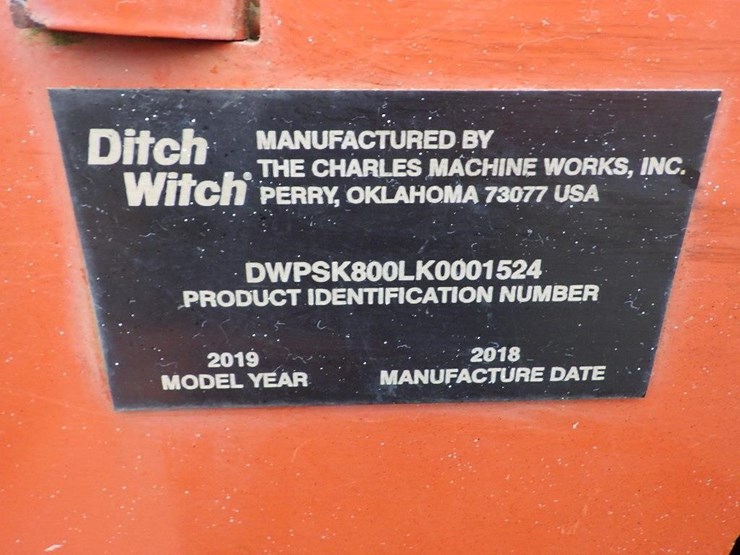 Ditch Witch®
MANUFACTURED BY
THE CHARLES MACHINE WORKS, INC.
PERRY, OKLAHOMA 73077 USA
DWPSK800LK0001524
PRODUCT IDENTIFICATION NUMBER
2019
MODEL YEAR
2018
MANUFACTURE DATE